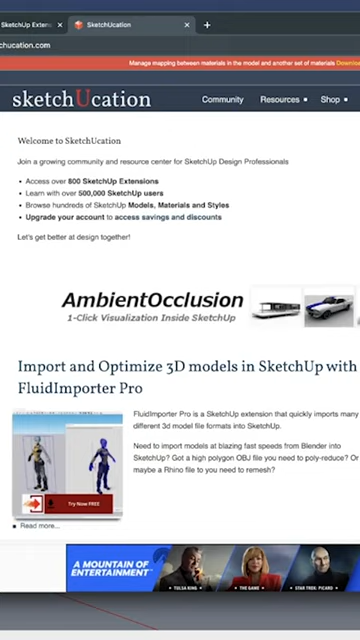 SketchUp Exten
SketchUcation
chucation.com
Manage mapping between materials in the model and another set of materials Downlo
sketchUcation
Community Resources Shop
Welcome to SketchUcation
Join a growing community and resource center for SketchUp Design Professionals
Access over 800 SketchUp Extensions
Learn with over 500,000 SketchUp users
Browse hundreds of SketchUp Models, Materials and Styles
Upgrade your account to access savings and discounts
Let's get better at design together!
AmbientOcclusion
1-Click Visualization Inside SketchUp
Import and Optimize 3D models in SketchUp with
FluidImporter Pro
FluidImporter Pro is a SketchUp extension that quickly imports many
different 3d model file formats into SketchUp.
Need to import models at blazing fast speeds from Blender into
SketchUp? Got a high polygon OBJ file you need to poly-reduce? Or
maybe a Rhino file to you need to remesh?
Try Now FREE
Read more...
A MOUNTAIN OF
ENTERTAINMENT™
TULSA KING
THE GAME
STAR TREK: PICARD